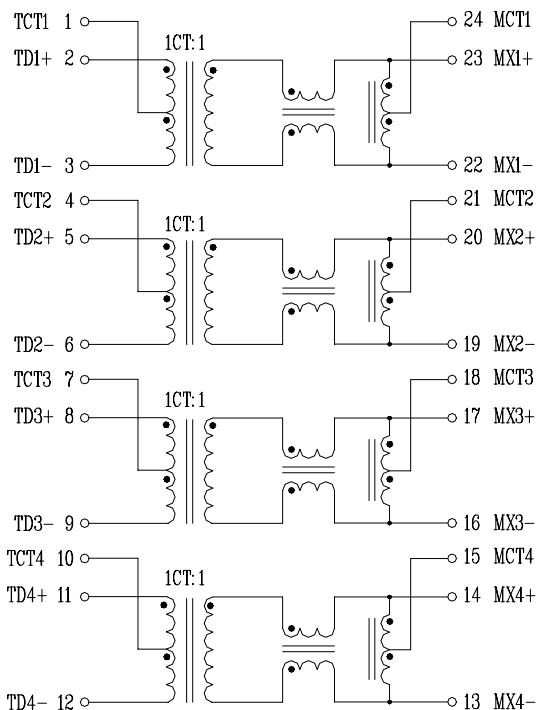 TCT1 1
24 MCT1
1CT:1
TD1+ 2
23 MX1+
TD1- 3
22 MX1-
TCT2 4
21 MCT2
1CT:1
TD2+ 5
20 MX2+
TD2- 6
19 MX2-
TCT3 7
18 MCT3
1CT:1
TD3+ 8
17 MX3+
TD3- 9
16 MX3-
TCT4 10
15 MCT4
1CT:1
TD4+ 11
14 MX4+
TD4- 12
13 MX4-